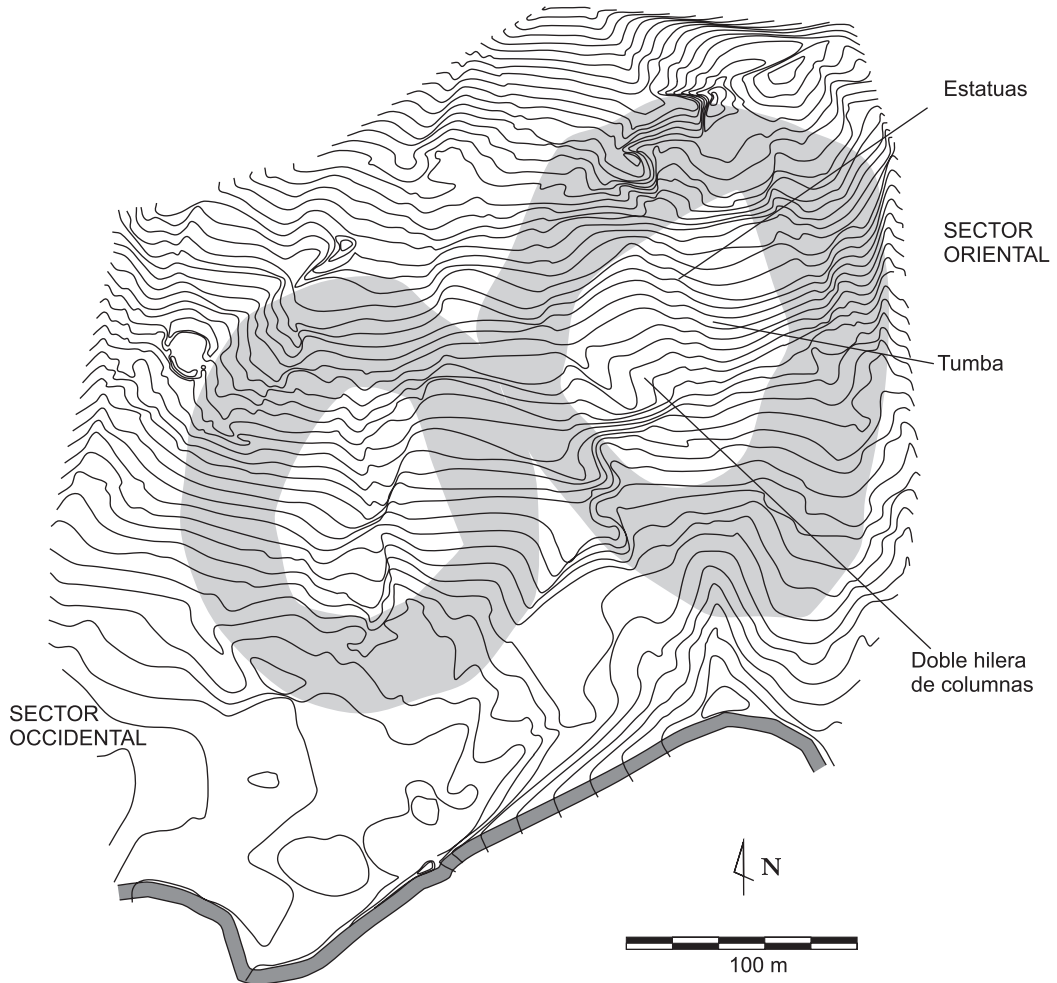 Estatuas
SECTOR
ORIENTAL
Tumba
Doble hilera
de columnas
SECTOR
OCCIDENTAL
N
100 m